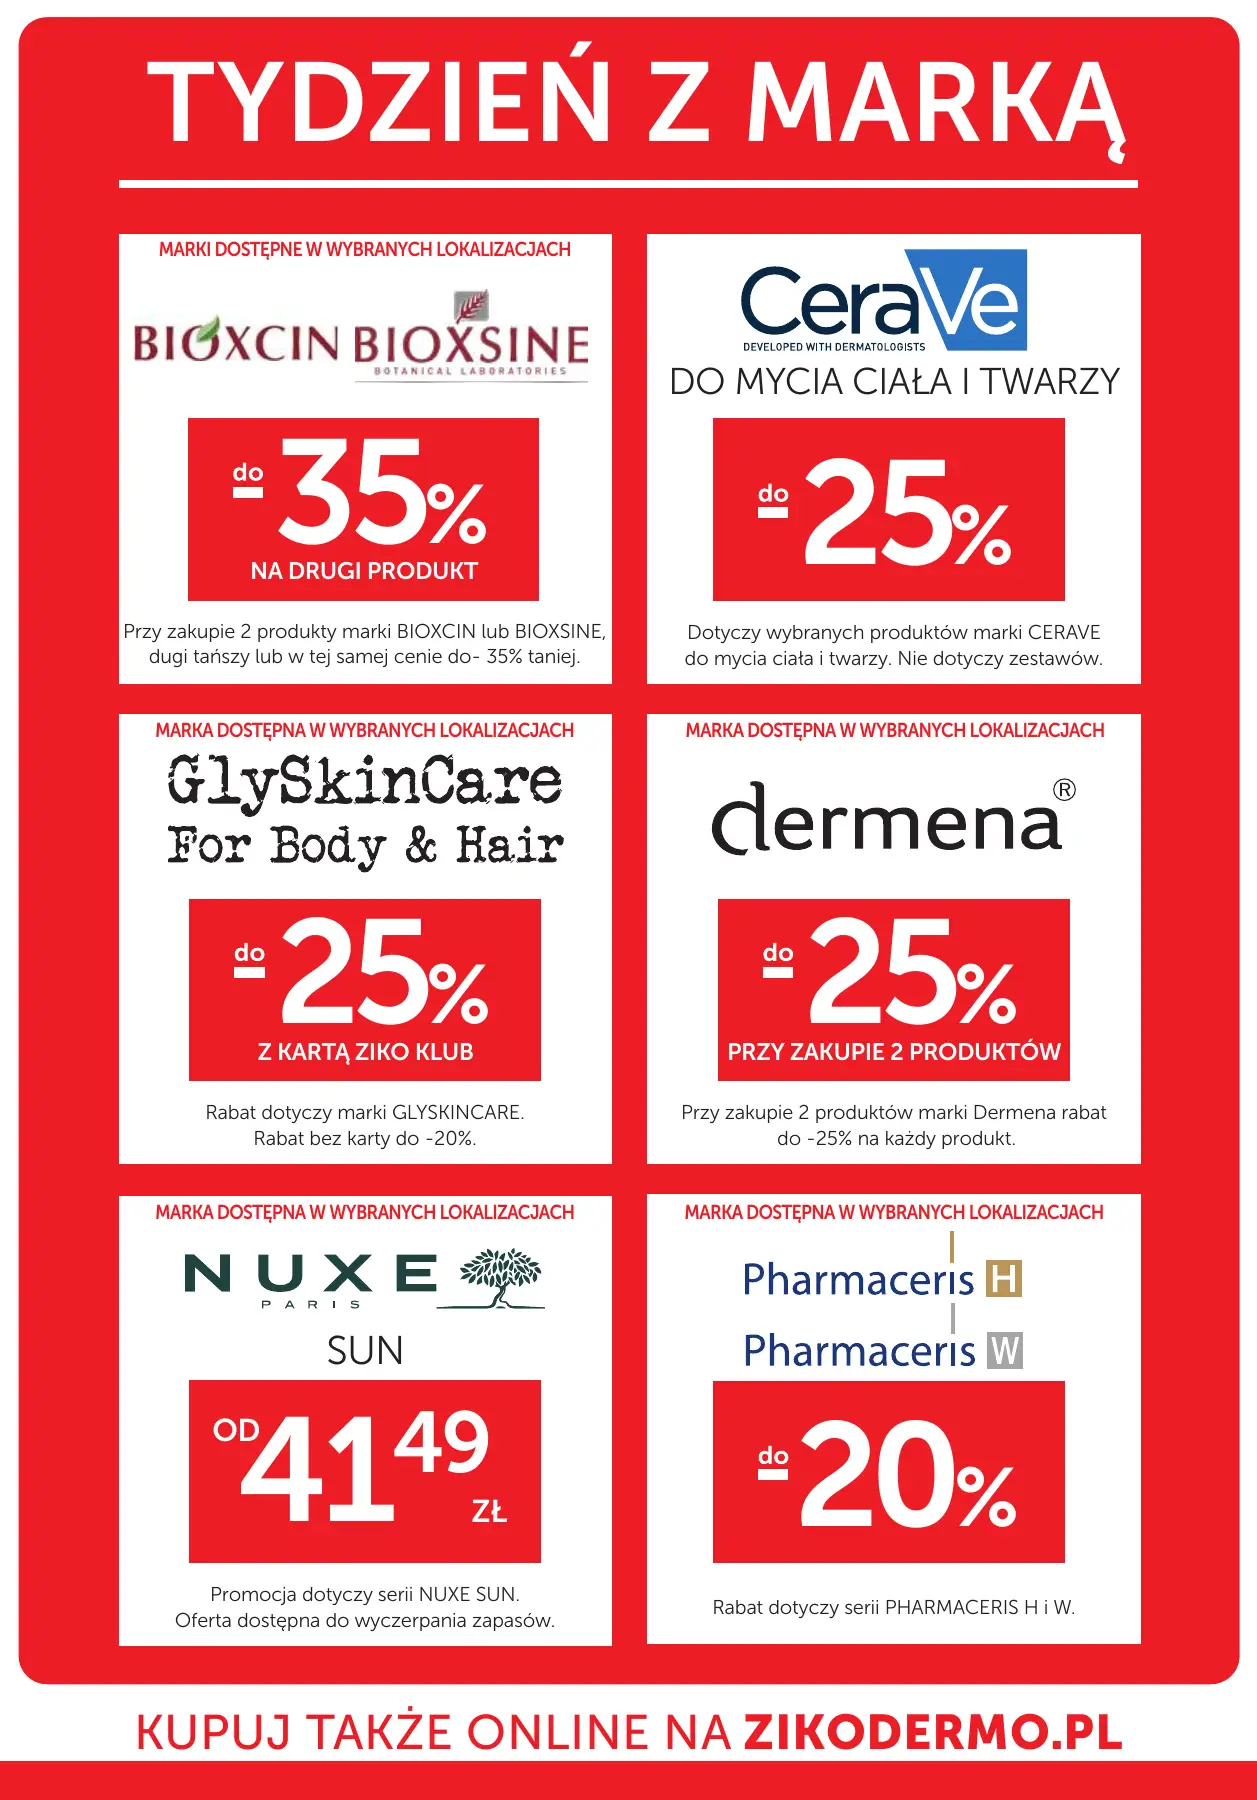 TYDZIEŃ Z MARKĄ
MARKI DOSTĘPNE W WYBRANYCH LOKALIZACJACH
BIOXCIN BIOXSINE
BOTANICAL LABORATORIES
do
-35%
NA DRUGI PRODUKT
Przy zakupie 2 produkty marki BIOXCIN lub BIOXSINE,
dugi tańszy lub w tej samej cenie do- 35% taniej.
CeraVe
DEVELOPED WITH DERMATOLOGISTS
DO MYCIA CIAŁA I TWARZY
do
-25%
Dotyczy wybranych produktów marki CERAVE
do mycia ciała i twarzy. Nie dotyczy zestawów.
MARKA DOSTĘPNA W WYBRANYCH LOKALIZACJACH
GlySkinCare
For Body & Hair
do
-25%
Z KARTĄ ZIKO KLUB
Rabat dotyczy marki GLYSKINCARE.
Rabat bez karty do -20%.
MARKA DOSTĘPNA W WYBRANYCH LOKALIZACJACH
dermena®
do
-25%
PRZY ZAKUPIE 2 PRODUKTÓW
Przy zakupie 2 produktów marki Dermena rabat
do -25% na każdy produkt.
MARKA DOSTĘPNA W WYBRANYCH LOKALIZACJACH
NUXE
PARIS
SUN
OD 41 49
ZŁ
Promocja dotyczy serii NUXE SUN.
Oferta dostępna do wyczerpania zapasów.
MARKA DOSTĘPNA W WYBRANYCH LOKALIZACJACH
Pharmaceris H
Pharmaceris W
do
-20%
Rabat dotyczy serii PHARMACERIS H i W.
KUPUJ TAKŻE ONLINE NA ZIKODERMO.PL